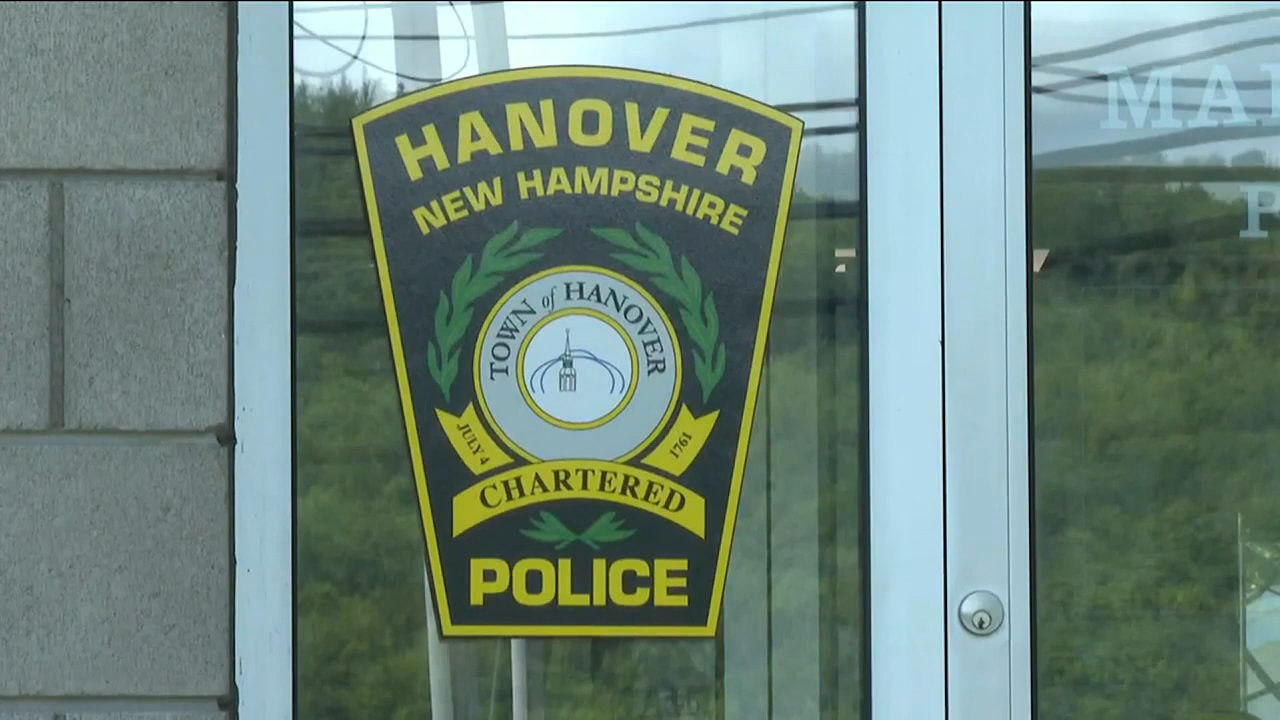 HANOVER
NEW HAMPSHIRE
TOWN of HANOVER
JULY 4
1761
CHARTERED
POLICE